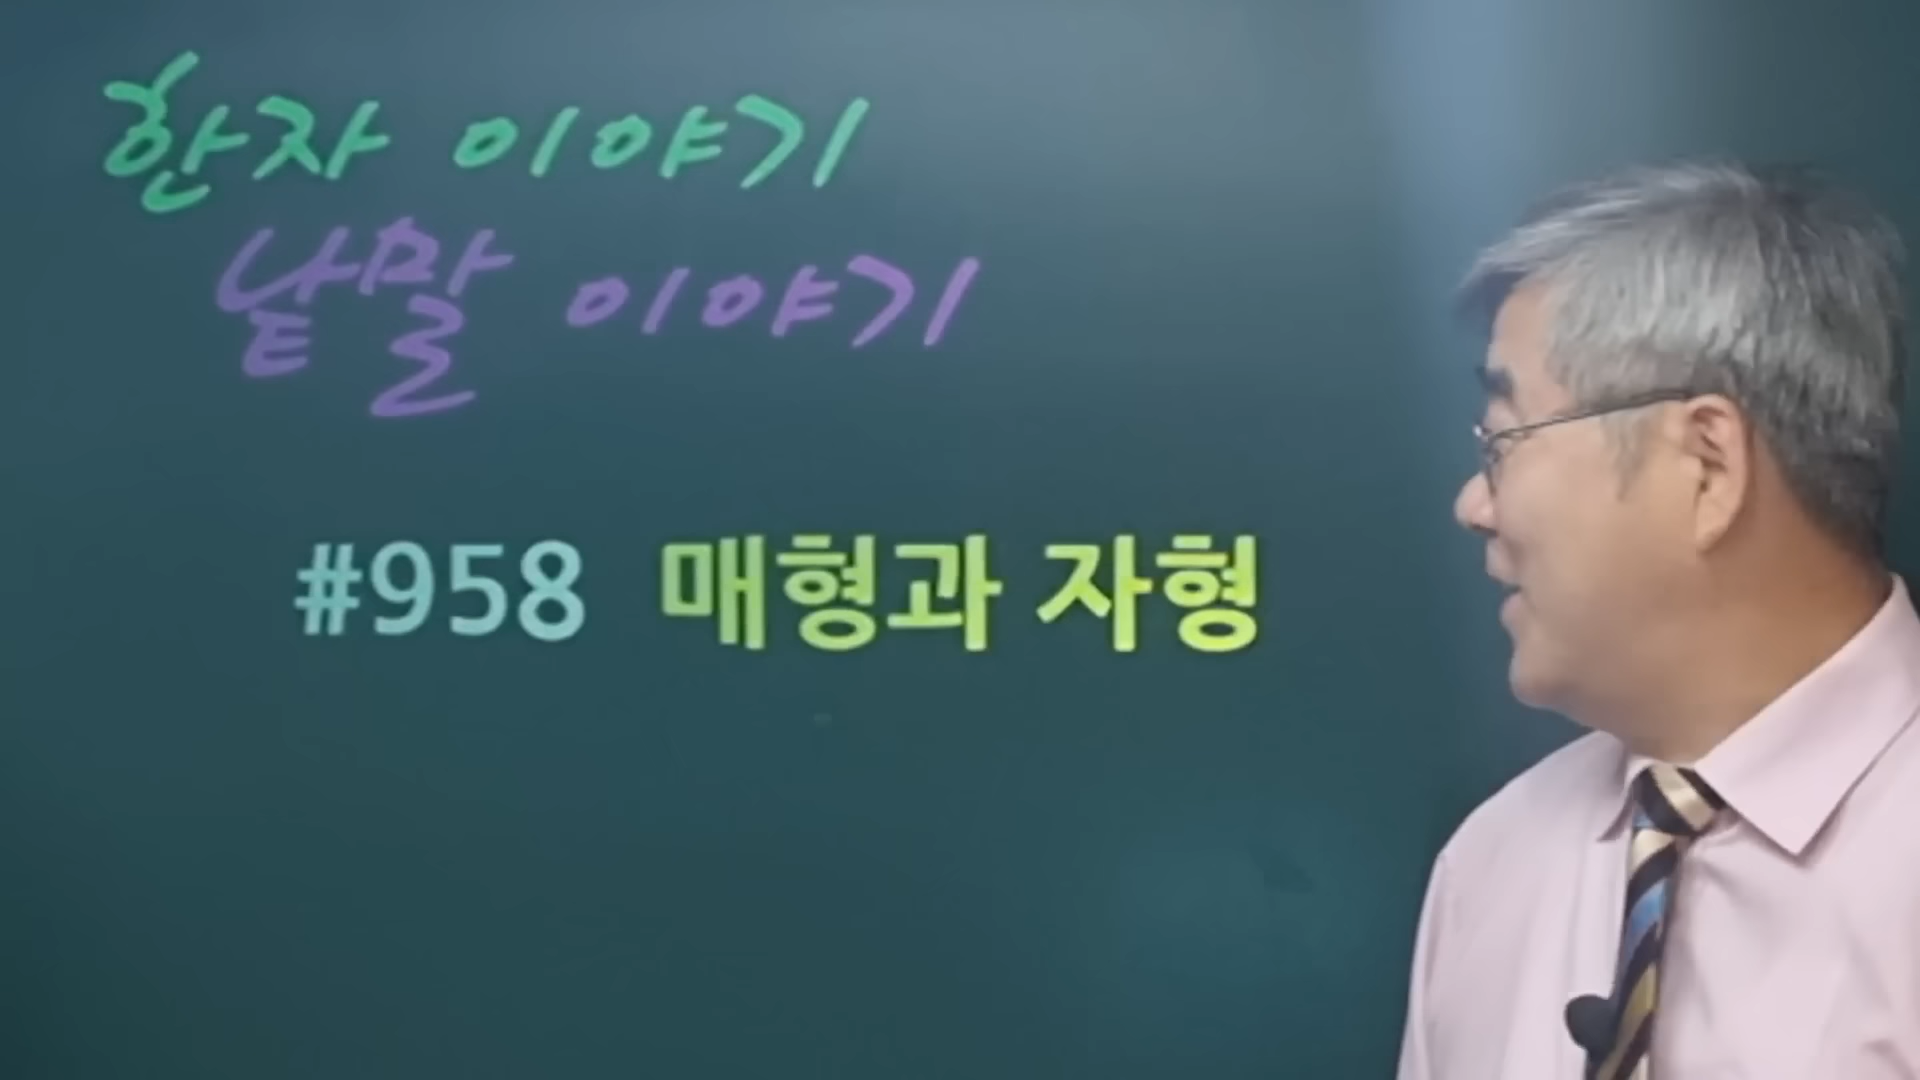 한자 이야기
낱말 이야기
#958 매형과 자형